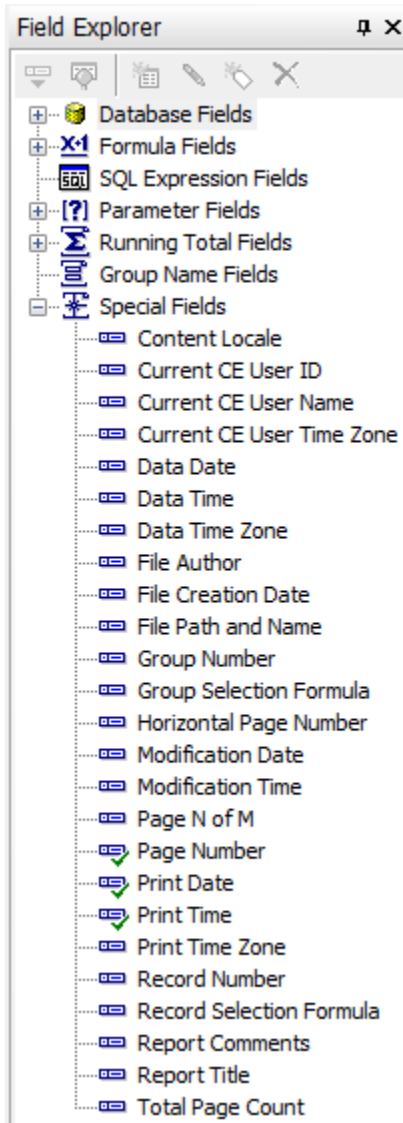 Field Explorer
Database Fields
X+1 Formula Fields
SQL SQL Expression Fields
[?] Parameter Fields
Σ Running Total Fields
Group Name Fields
Special Fields
Content Locale
Current CE User ID
Current CE User Name
Current CE User Time Zone
Data Date
Data Time
Data Time Zone
File Author
File Creation Date
File Path and Name
Group Number
Group Selection Formula
Horizontal Page Number
Modification Date
Modification Time
Page N of M
Page Number
Print Date
Print Time
Print Time Zone
Record Number
Record Selection Formula
Report Comments
Report Title
Total Page Count